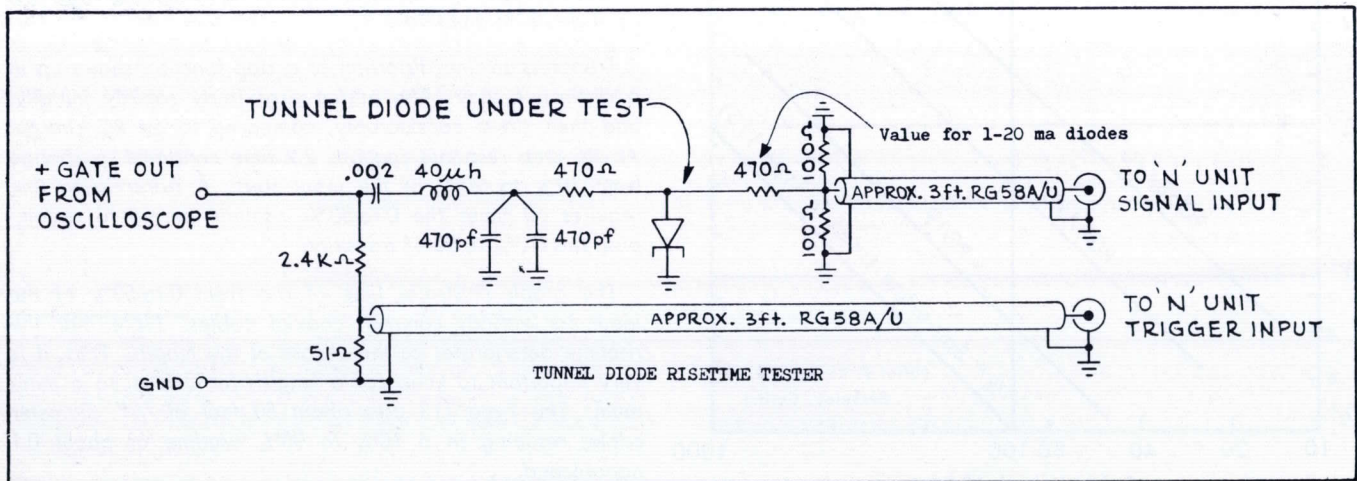 TUNNEL DIODE UNDER TEST
Value for 1-20 ma diodes
+ GATE OUT
FROM
OSCILLOSCOPE
.002
40µh
470Ω
470Ω
100Ω
100Ω
APPROX. 3ft. RG58A/U
TO 'N' UNIT
SIGNAL INPUT
470pf
470pf
2.4KΩ
APPROX. 3ft. RG58A/U
TO 'N' UNIT
TRIGGER INPUT
51Ω
GND
TUNNEL DIODE RISETIME TESTER